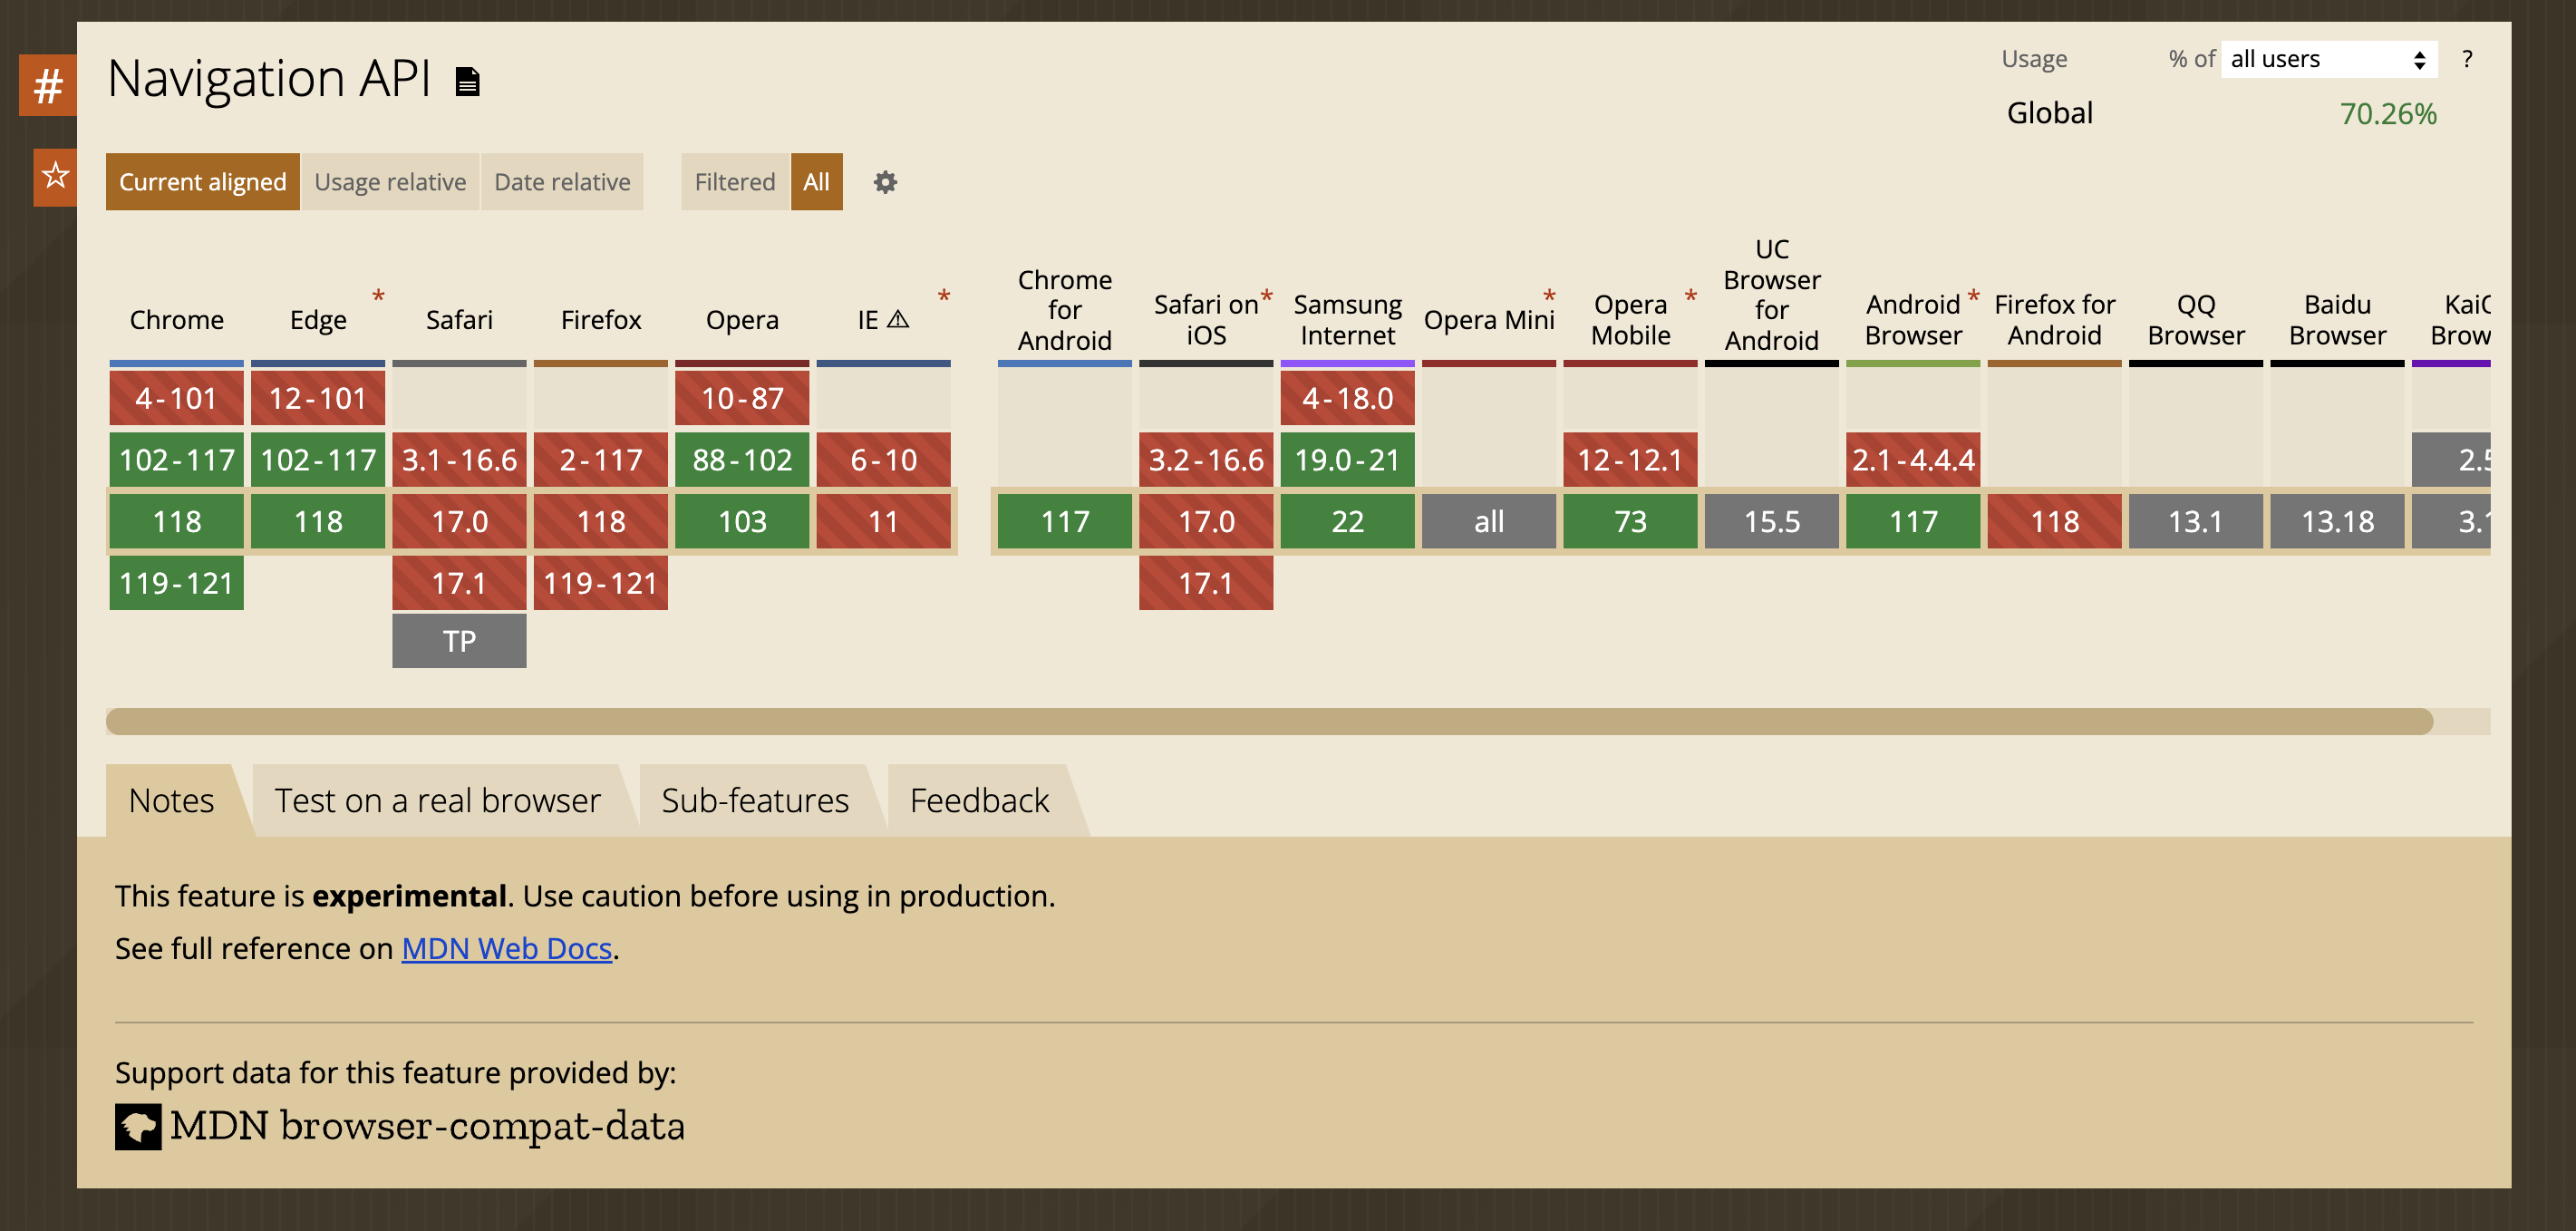 #
Navigation API
Usage % of all users ?
Global 70.26%
☆
Current aligned Usage relative Date relative Filtered All
Chrome Edge * Safari Firefox Opera IE ⚠ * Chrome for Android Safari on iOS * Samsung Internet Opera Mini * Opera Mobile * UC Browser for Android Android Browser * Firefox for Android QQ Browser Baidu Browser
4-101 12-101 10-87 4-18.0
102-117 102-117 3.1-16.6 2-117 88-102 6-10 3.2-16.6 19.0-21 12-12.1 2.1-4.4.4
118 118 17.0 118 103 11 117 17.0 22 all 73 15.5 117 118 13.1 13.18
119-121 17.1 119-121 17.1
TP
Notes Test on a real browser Sub-features Feedback
This feature is experimental. Use caution before using in production.
See full reference on MDN Web Docs.
Support data for this feature provided by:
MDN browser-compat-data